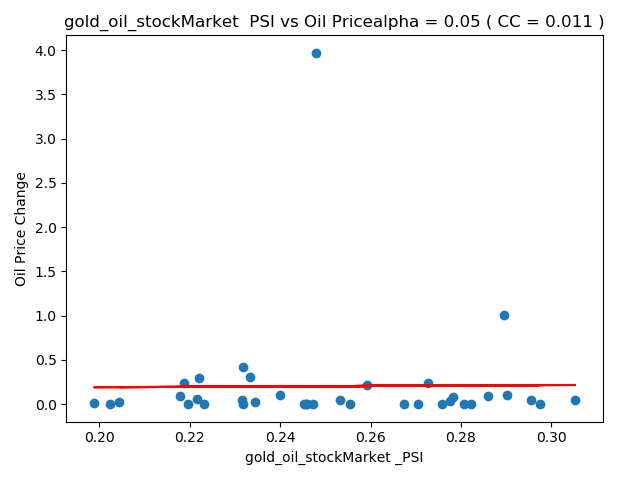 gold_oil_stockMarket  PSI vs Oil Pricealpha = 0.05 ( CC = 0.011 )
4.0
3.5
3.0
2.5
2.0
1.5
1.0
0.5
0.0
Oil Price Change
0.20 0.22 0.24 0.26 0.28 0.30
gold_oil_stockMarket _PSI